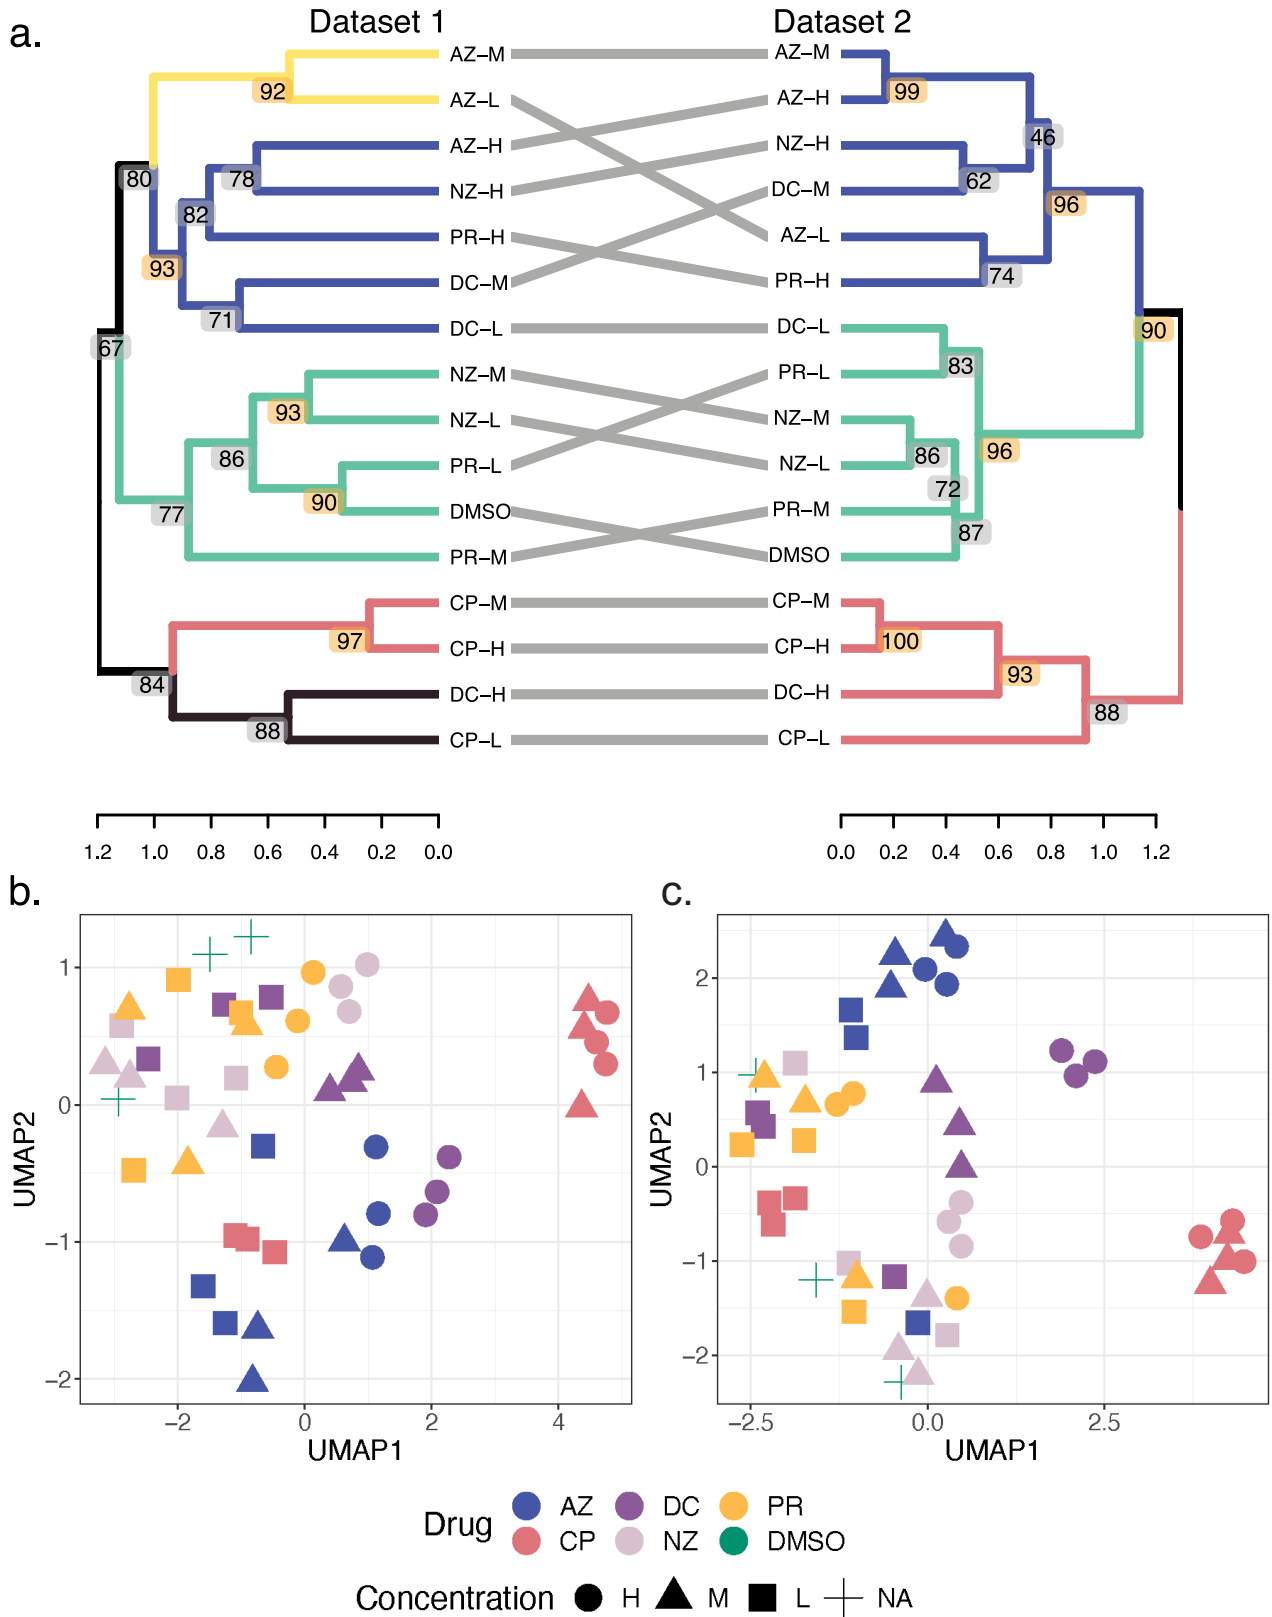 a.
Dataset 1
Dataset 2
AZ–M
AZ–M
AZ–L
AZ–H
AZ–H
NZ–H
NZ–H
DC–M
PR–H
AZ–L
DC–M
PR–H
DC–L
DC–L
NZ–M
PR–L
NZ–L
NZ–M
PR–L
NZ–L
DMSO
PR–M
PR–M
DMSO
CP–M
CP–M
CP–H
CP–H
DC–H
DC–H
CP–L
CP–L
92
80
78
82
93
71
67
93
86
90
77
97
84
88
99
46
62
96
74
90
83
86
96
72
87
100
93
88
1.2 1.0 0.8 0.6 0.4 0.2 0.0
0.0 0.2 0.4 0.6 0.8 1.0 1.2
b.
1
0
−1
−2
UMAP2
−2 0 2 4
UMAP1
c.
2
1
0
−1
−2
UMAP2
−2.5 0.0 2.5
UMAP1
Drug
AZ DC PR
CP NZ DMSO
Concentration H M L NA